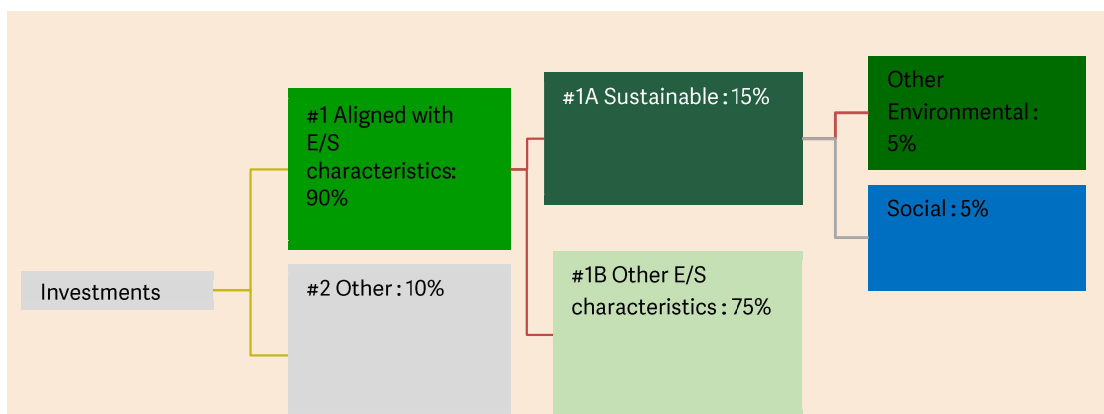 Investments
#1 Aligned with
E/S
characteristics:
90%
#2 Other : 10%
#1A Sustainable : 15%
#1B Other E/S
characteristics : 75%
Other
Environmental :
5%
Social : 5%